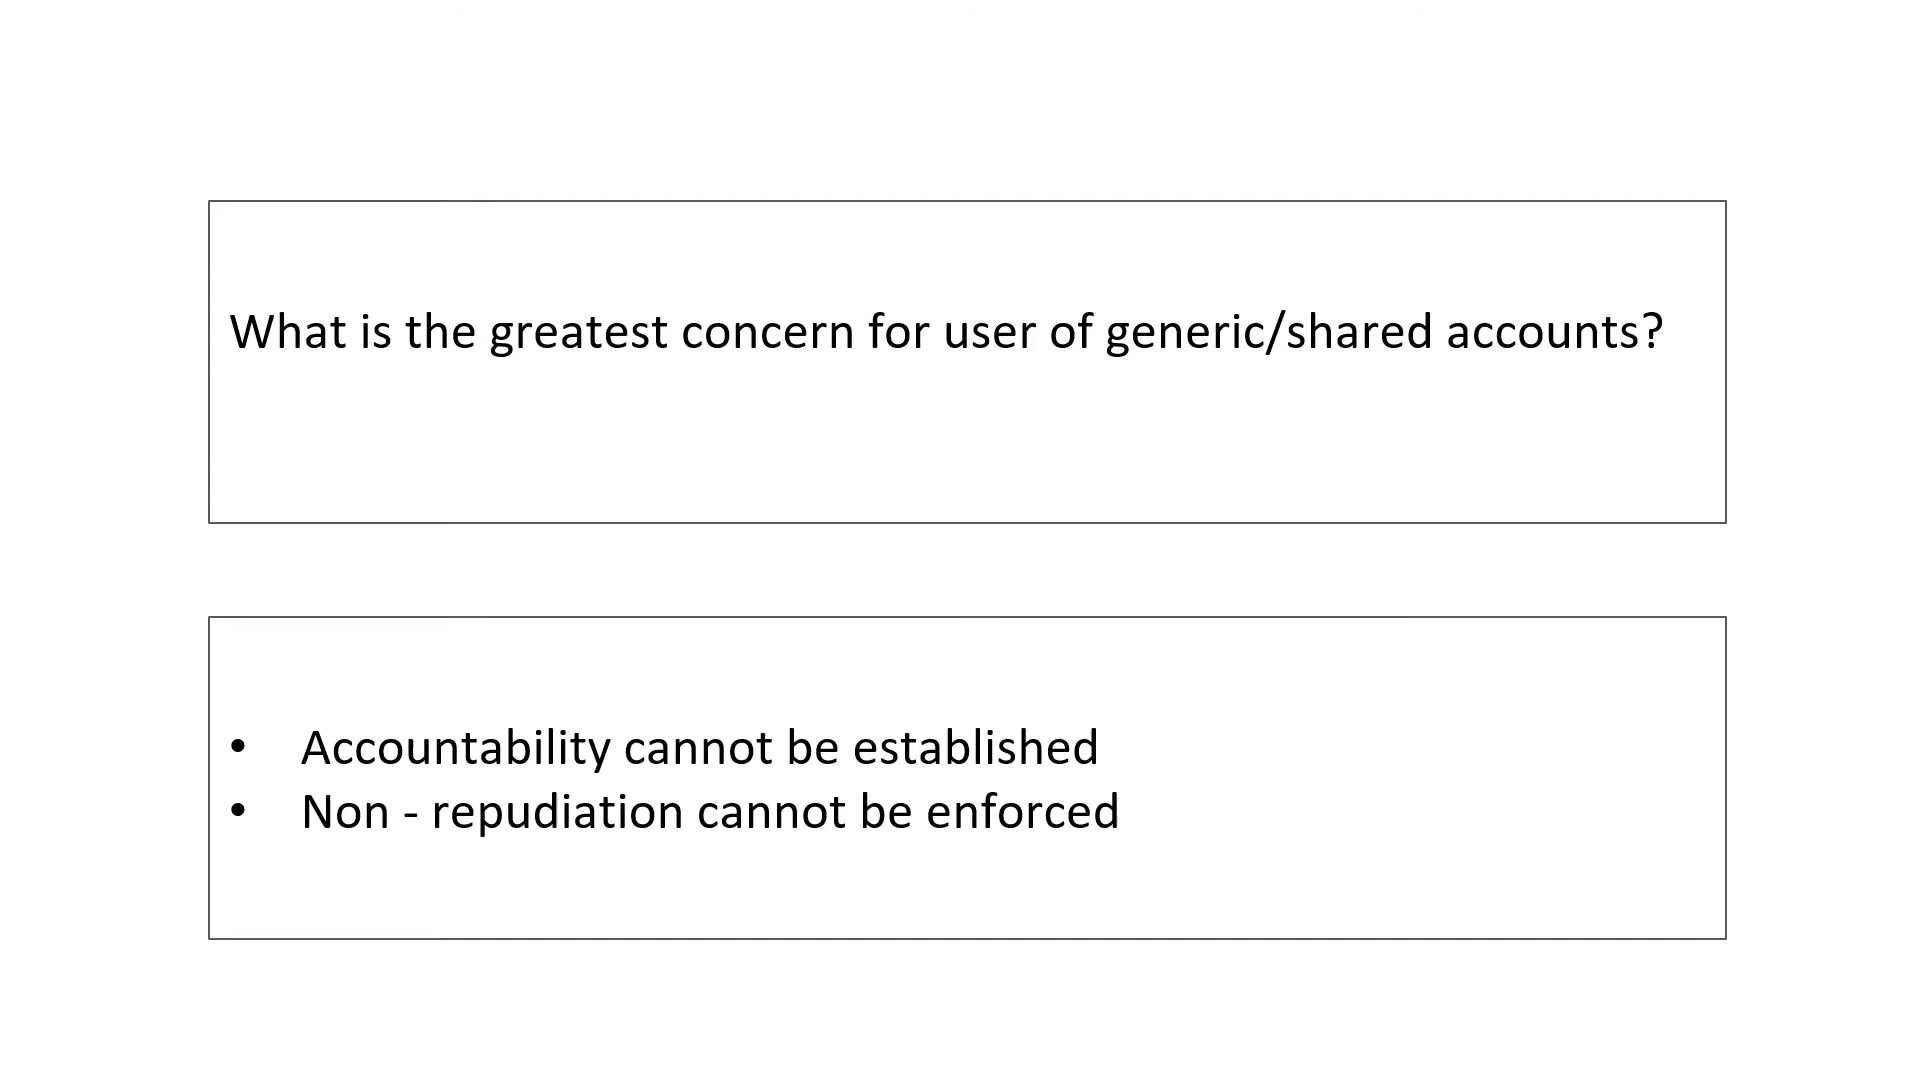 What is the greatest concern for user of generic/shared accounts?
• Accountability cannot be established
• Non - repudiation cannot be enforced